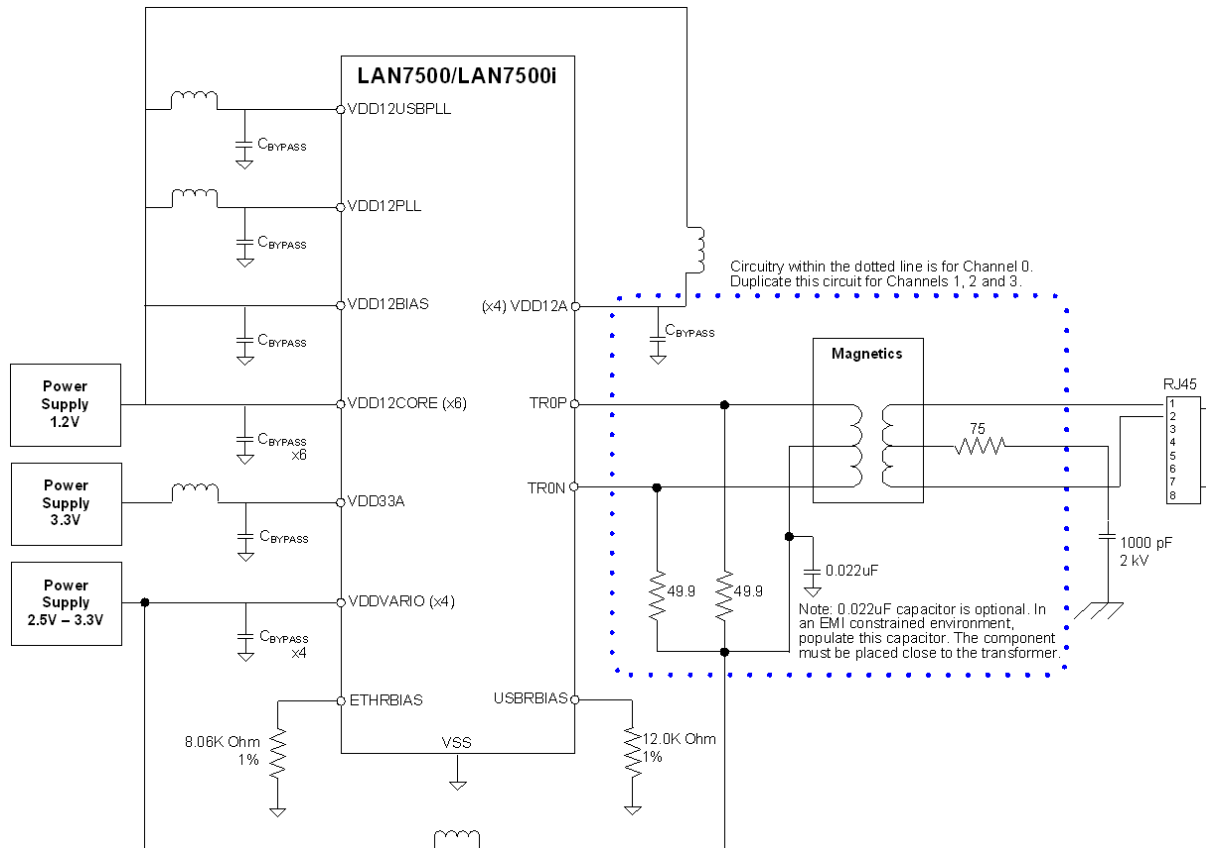 LAN7500/LAN7500i
VDD12USBPLL
CBYPASS
VDD12PLL
CBYPASS
Circuitry within the dotted line is for Channel 0.
Duplicate this circuit for Channels 1, 2 and 3.
VDD12BIAS
(x4) VDD12A
CBYPASS
CBYPASS
Magnetics
Power
Supply
1.2V
VDD12CORE (x6)
TR0P
RJ45
1
2
3
4
5
6
7
8
CBYPASS
x6
75
Power
Supply
3.3V
VDD33A
TR0N
CBYPASS
1000 pF
2 kV
0.022uF
Power
Supply
2.5V – 3.3V
VDDVARIO (x4)
49.9
49.9
Note: 0.022uF capacitor is optional. In
an EMI constrained environment,
populate this capacitor. The component
must be placed close to the transformer.
CBYPASS
x4
ETHRBIAS
USBRBIAS
8.06K Ohm
1%
VSS
12.0K Ohm
1%